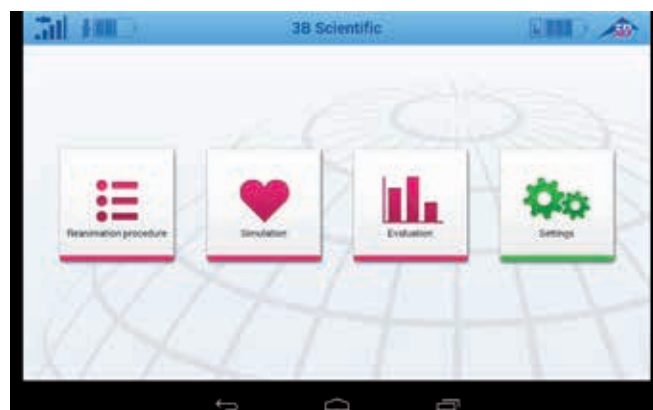 3B Scientific
Reanimation procedure
Simulation
Evaluation
Settings